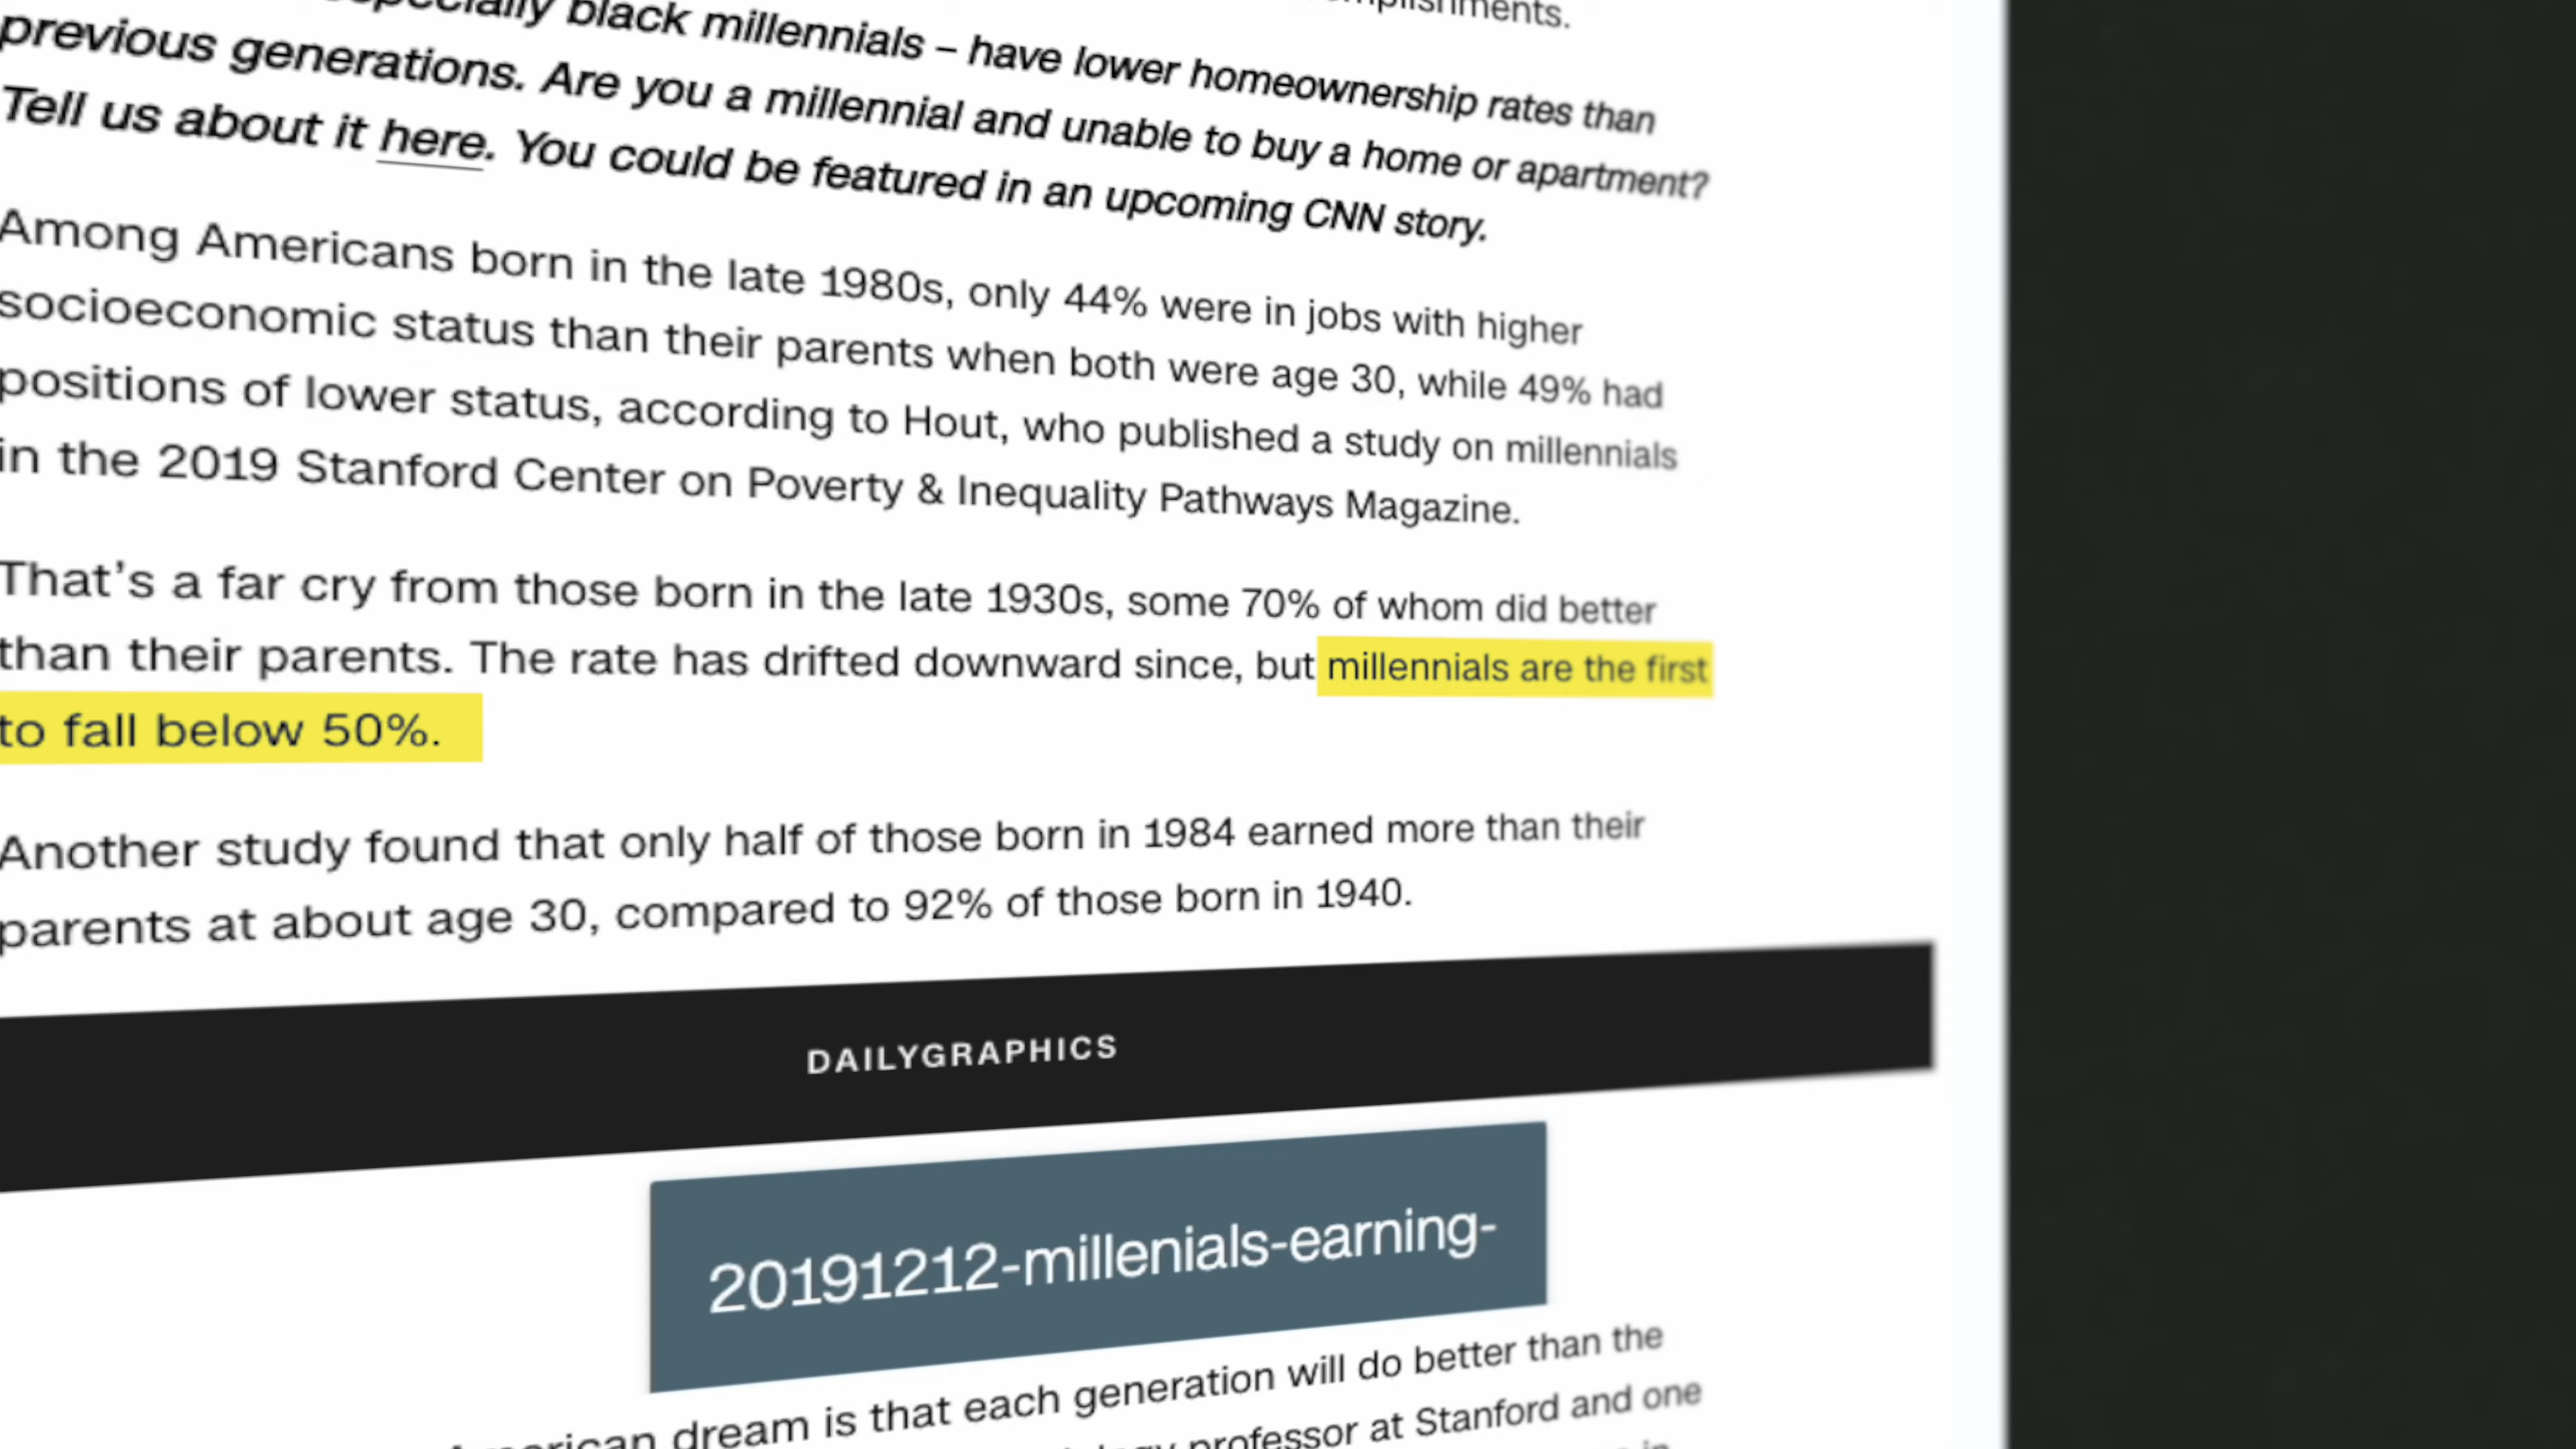 black millennials – have lower homeownership rates than
previous generations. Are you a millennial and unable to buy a home or apartment?
Tell us about it here. You could be featured in an upcoming CNN story.
Among Americans born in the late 1980s, only 44% were in jobs with higher
socioeconomic status than their parents when both were age 30, while 49% had
positions of lower status, according to Hout, who published a study on millennials
in the 2019 Stanford Center on Poverty & Inequality Pathways Magazine.
That's a far cry from those born in the late 1930s, some 70% of whom did better
than their parents. The rate has drifted downward since, but millennials are the first
to fall below 50%.
Another study found that only half of those born in 1984 earned more than their
parents at about age 30, compared to 92% of those born in 1940.
DAILYGRAPHICS
20191212-millenials-earning-
dream is that each generation will do better than the
professor at Stanford and one